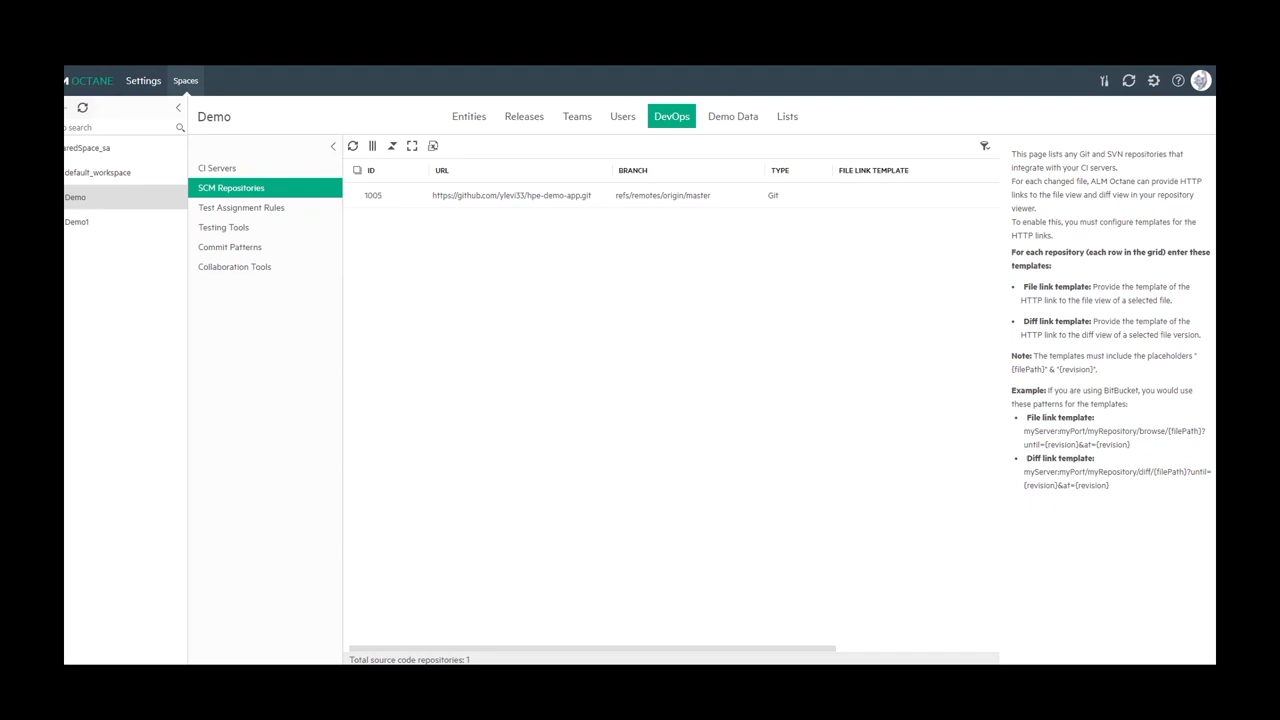 M OCTANE Settings Spaces
o search
aredSpace_sa
default_workspace
Demo
Demo1
Demo
Entities Releases Teams Users DevOps Demo Data Lists
CI Servers
SCM Repositories
Test Assignment Rules
Testing Tools
Commit Patterns
Collaboration Tools
ID URL BRANCH TYPE FILE LINK TEMPLATE
1005 https://github.com/ylevi33/hpe-demo-app.git refs/remotes/origin/master Git
Total source code repositories: 1
This page lists any Git and SVN repositories that
integrate with your CI servers.
For each changed file, ALM Octane can provide HTTP
links to the file view and diff view in your repository
viewer.
To enable this, you must configure templates for the
HTTP links.
For each repository (each row in the grid) enter these
templates:
• File link template: Provide the template of the
HTTP link to the file view of a selected file.
• Diff link template: Provide the template of the
HTTP link to the diff view of a selected file version.
Note: The templates must include the placeholders "
{filePath}" & "{revision}".
Example: If you are using BitBucket, you would use
these patterns for the templates:
• File link template:
myServer:myPort/myRepository/browse/{filePath}?
until={revision}&at={revision}
• Diff link template:
myServer:myPort/myRepository/diff/{filePath}?until=
{revision}&at={revision}